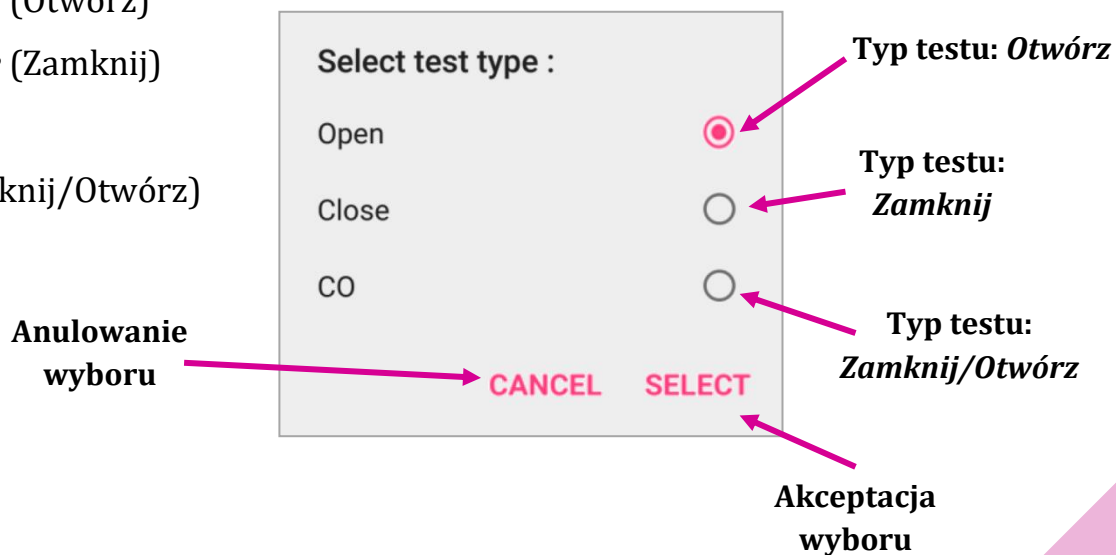 (Otwórz)
(Zamknij)
knij/Otwórz)
Select test type :
Open
Close
CO
CANCEL SELECT
Typ testu: Otwórz
Typ testu:
Zamknij
Typ testu:
Zamknij/Otwórz
Anulowanie
wyboru
Akceptacja
wyboru